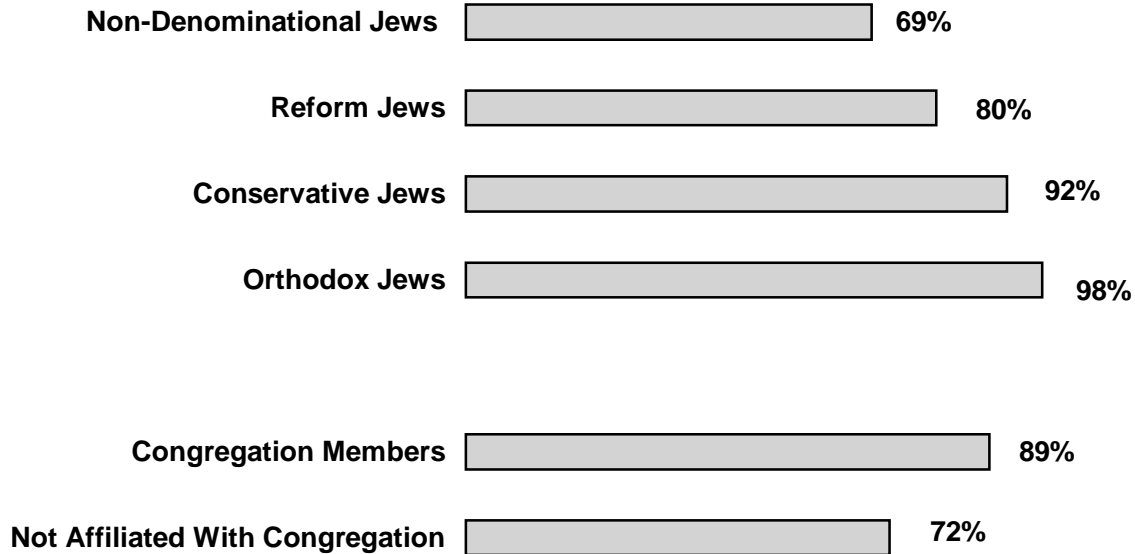 Non-Denominational Jews 69%
Reform Jews 80%
Conservative Jews 92%
Orthodox Jews 98%
Congregation Members 89%
Not Affiliated With Congregation 72%